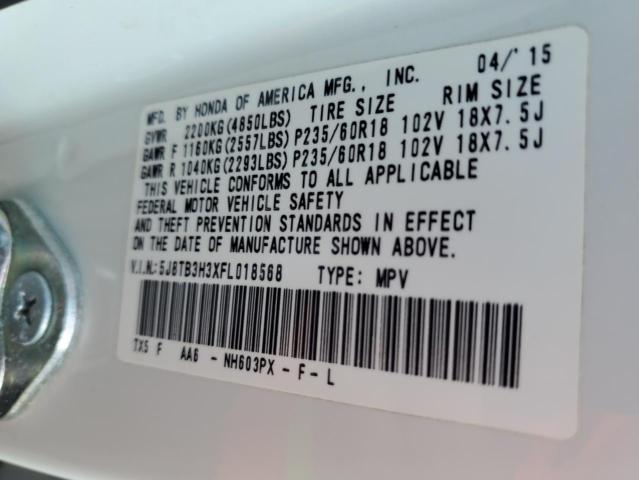 MFD. BY HONDA OF AMERICA MFG., INC. 04/'15
GVWR 2200KG(4850LBS) TIRE SIZE RIM SIZE
GAWR F 1160KG(2557LBS) P235/60R18 102V 18X7.5J
GAWR R 1040KG(2293LBS) P235/60R18 102V 18X7.5J
THIS VEHICLE CONFORMS TO ALL APPLICABLE
FEDERAL MOTOR VEHICLE SAFETY
AND THEFT PREVENTION STANDARDS IN EFFECT
ON THE DATE OF MANUFACTURE SHOWN ABOVE.
V.I.N.: 5J8TB3H3XFL018568 TYPE: MPV
TX5 F AA6 - NH603PX - F - L